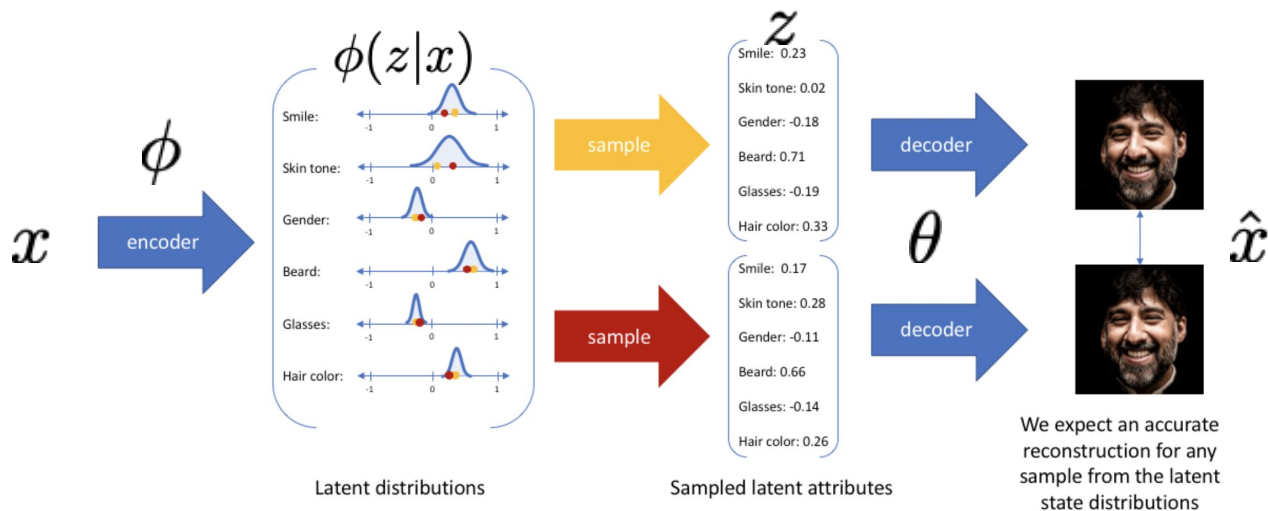 x
ϕ
encoder
ϕ(z|x)
Smile:
-1 0 1
Skin tone:
-1 0 1
Gender:
-1 0 1
Beard:
-1 0 1
Glasses:
-1 0 1
Hair color:
-1 0 1
Latent distributions
sample
sample
z
Smile: 0.23
Skin tone: 0.02
Gender: -0.18
Beard: 0.71
Glasses: -0.19
Hair color: 0.33
Smile: 0.17
Skin tone: 0.28
Gender: -0.11
Beard: 0.66
Glasses: -0.14
Hair color: 0.26
Sampled latent attributes
decoder
θ
decoder
x̂
We expect an accurate
reconstruction for any
sample from the latent
state distributions